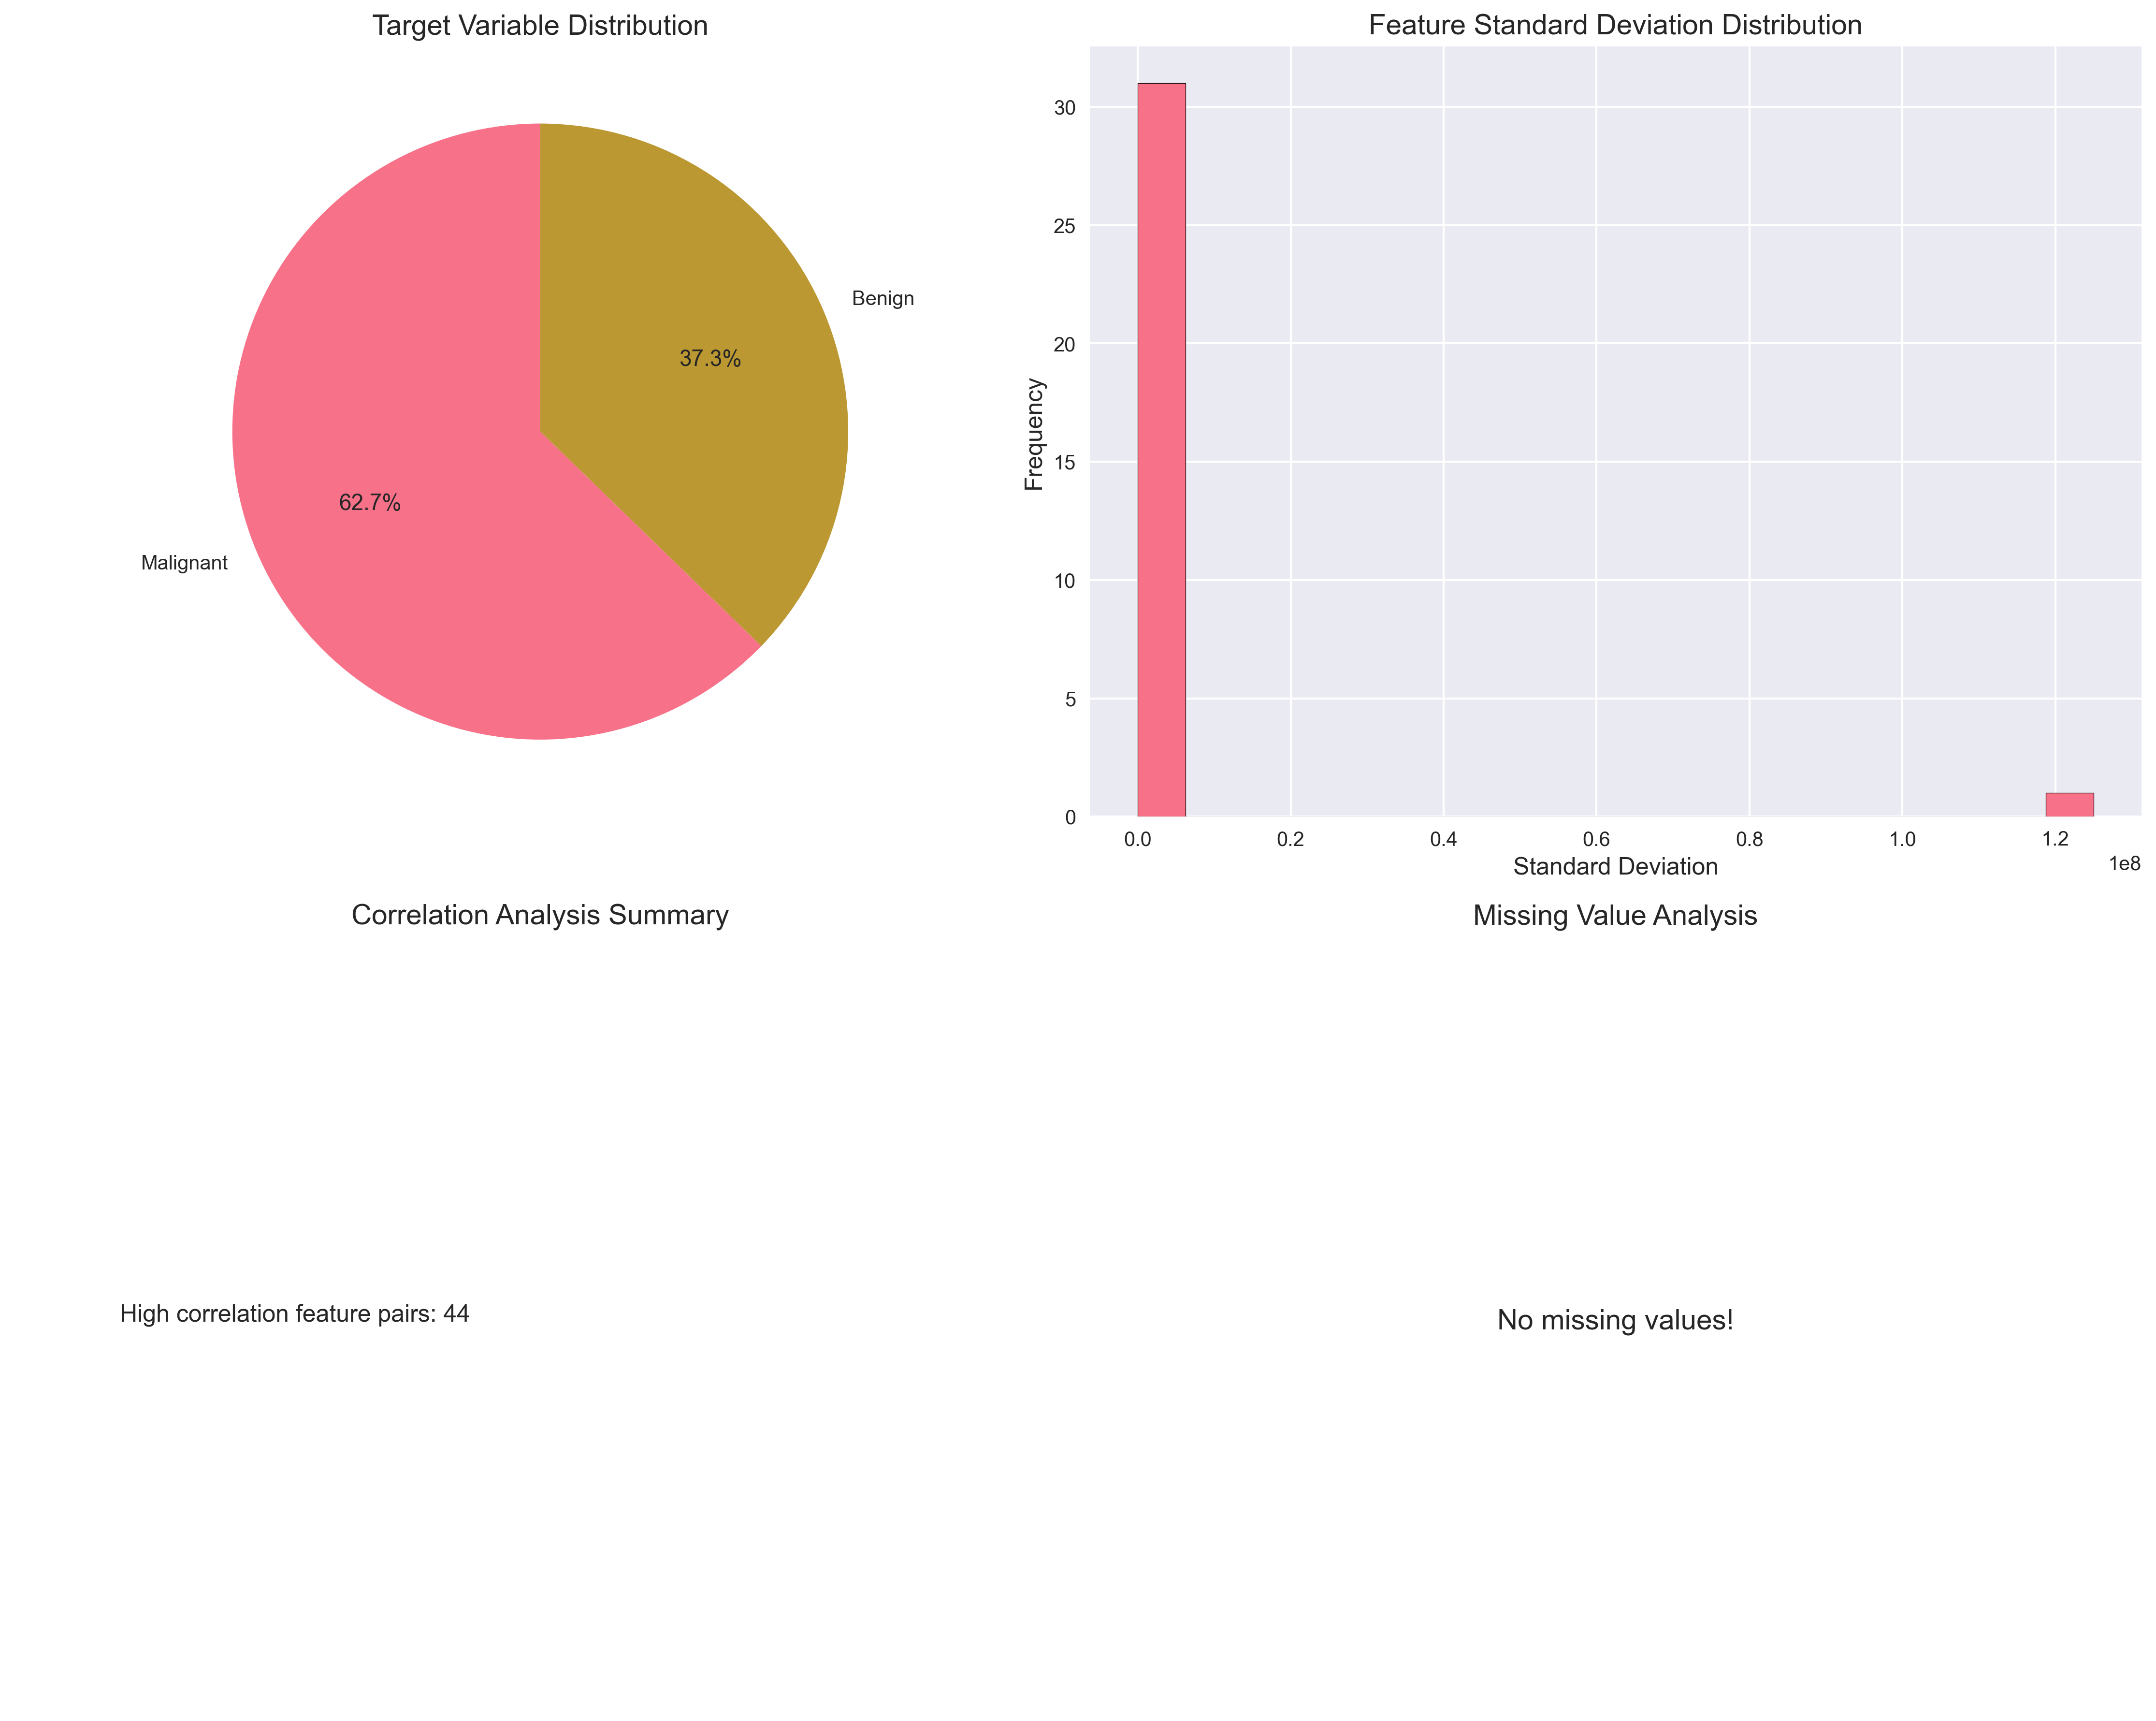 Target Variable Distribution
Benign
37.3%
62.7%
Malignant
Feature Standard Deviation Distribution
Frequency
30
25
20
15
10
5
0
0.0 0.2 0.4 0.6 0.8 1.0 1.2
1e8
Standard Deviation
Correlation Analysis Summary
High correlation feature pairs: 44
Missing Value Analysis
No missing values!